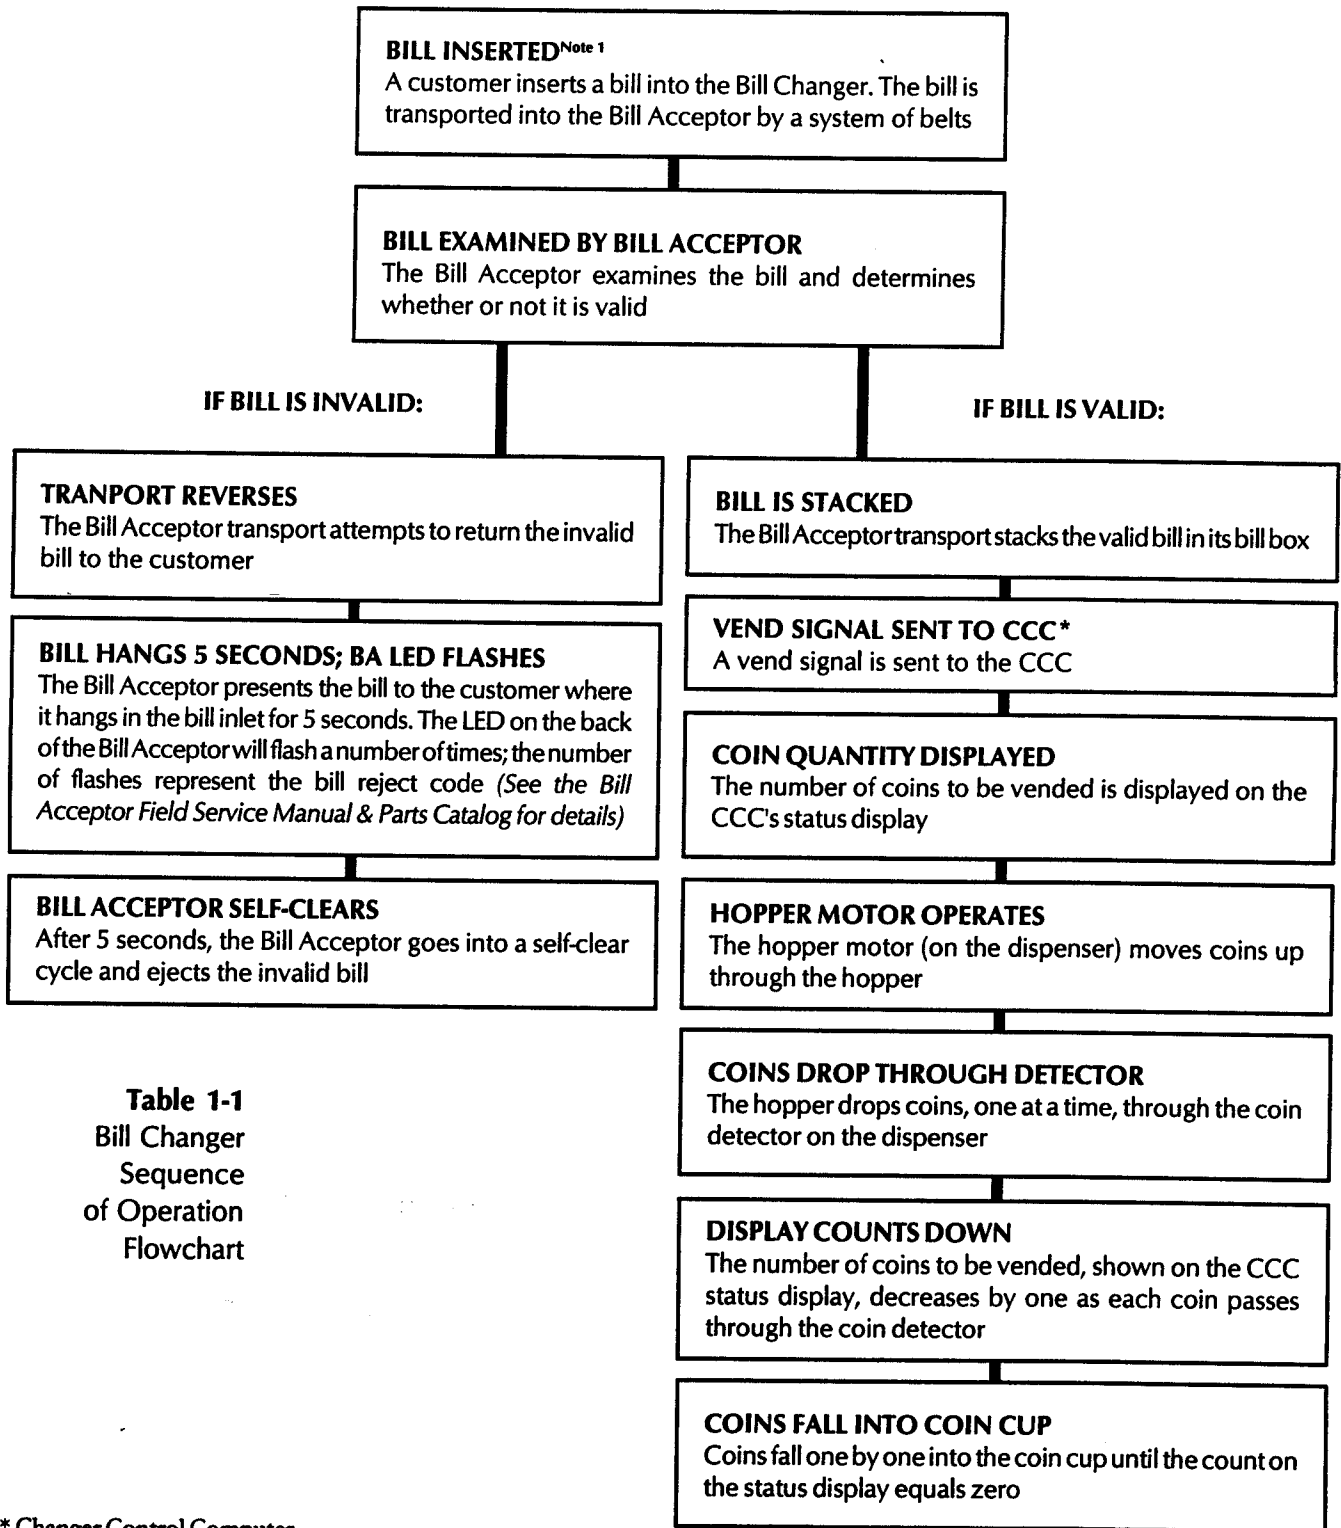 BILL INSERTED Note 1
A customer inserts a bill into the Bill Changer. The bill is
transported into the Bill Acceptor by a system of belts
BILL EXAMINED BY BILL ACCEPTOR
The Bill Acceptor examines the bill and determines
whether or not it is valid
IF BILL IS INVALID:
TRANPORT REVERSES
The Bill Acceptor transport attempts to return the invalid
bill to the customer
BILL HANGS 5 SECONDS; BA LED FLASHES
The Bill Acceptor presents the bill to the customer where
it hangs in the bill inlet for 5 seconds. The LED on the back
of the Bill Acceptor will flash a number of times; the number
of flashes represent the bill reject code (See the Bill
Acceptor Field Service Manual & Parts Catalog for details)
BILL ACCEPTOR SELF-CLEARS
After 5 seconds, the Bill Acceptor goes into a self-clear
cycle and ejects the invalid bill
IF BILL IS VALID:
BILL IS STACKED
The Bill Acceptor transport stacks the valid bill in its bill box
VEND SIGNAL SENT TO CCC*
A vend signal is sent to the CCC
COIN QUANTITY DISPLAYED
The number of coins to be vended is displayed on the
CCC's status display
HOPPER MOTOR OPERATES
The hopper motor (on the dispenser) moves coins up
through the hopper
COINS DROP THROUGH DETECTOR
The hopper drops coins, one at a time, through the coin
detector on the dispenser
DISPLAY COUNTS DOWN
The number of coins to be vended, shown on the CCC
status display, decreases by one as each coin passes
through the coin detector
COINS FALL INTO COIN CUP
Coins fall one by one into the coin cup until the count on
the status display equals zero
Table 1-1
Bill Changer
Sequence
of Operation
Flowchart
* Changer Control Computer